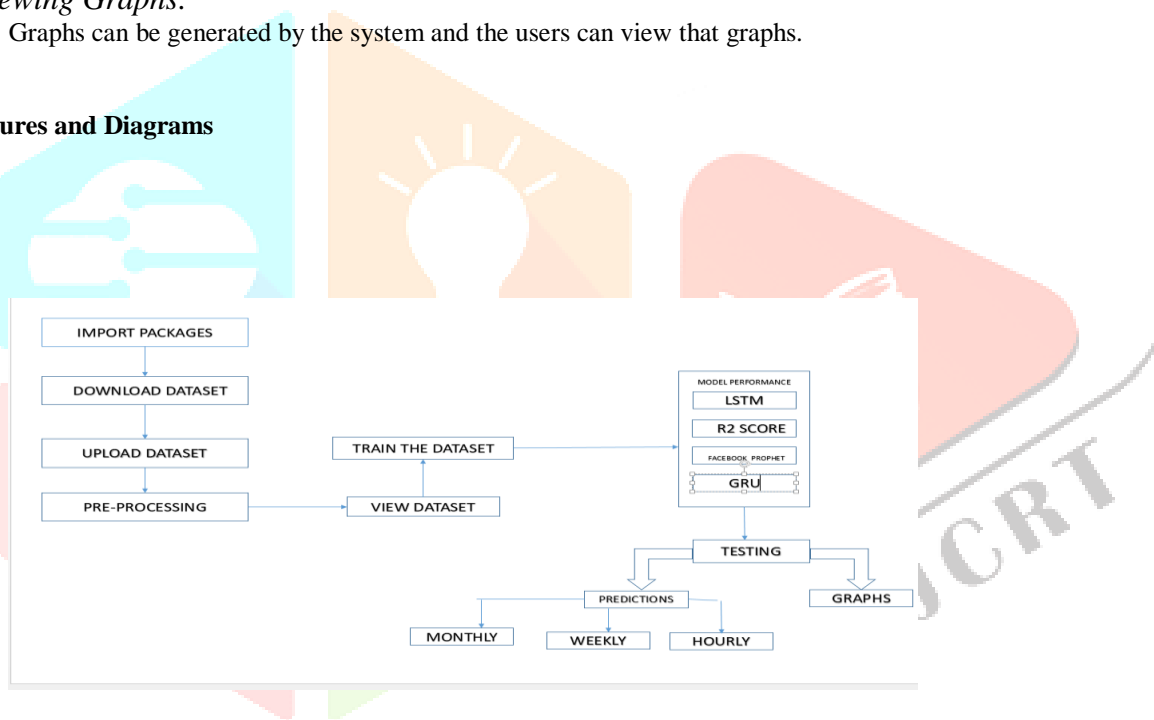 ewing Graphs.
Graphs can be generated by the system and the users can view that graphs.
ures and Diagrams
IMPORT PACKAGES
DOWNLOAD DATASET
UPLOAD DATASET
PRE-PROCESSING
VIEW DATASET
TRAIN THE DATASET
MODEL PERFORMANCE
LSTM
R2 SCORE
FACEBOOK PROPHET
GRU
TESTING
PREDICTIONS
GRAPHS
MONTHLY
WEEKLY
HOURLY
JCRT